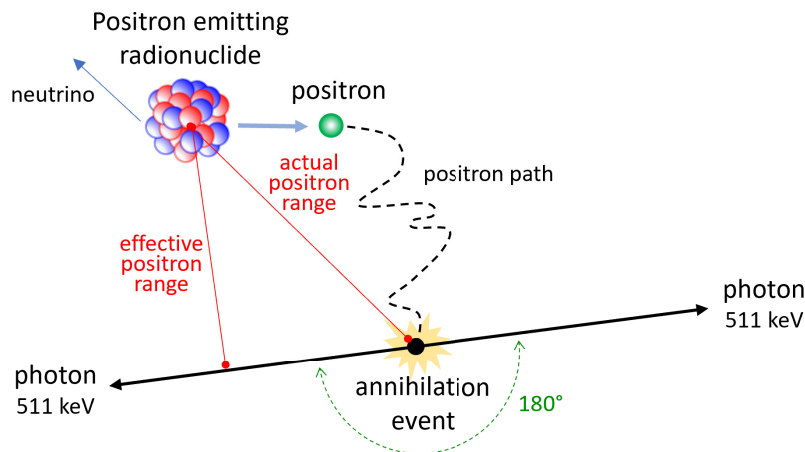 Positron emitting
radionuclide
neutrino
positron
actual
positron
range
positron path
effective
positron
range
photon
511 keV
photon
511 keV
annihilation
event
180°